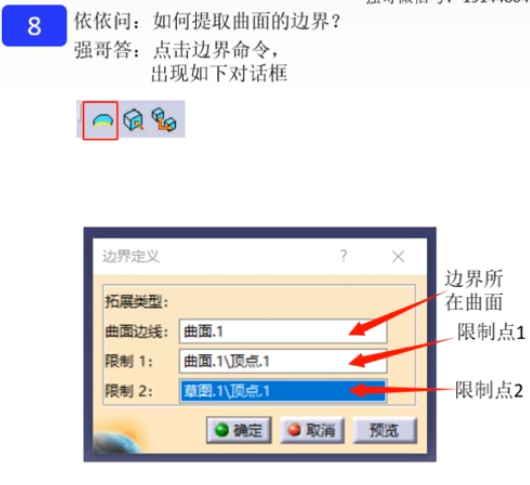 8
依依问：如何提取曲面的边界？
强哥答：点击边界命令，
出现如下对话框
边界定义
?
拓展类型：
曲面边线： 曲面.1
限制 1： 曲面.1\顶点.1
限制 2： 草图.1\顶点.1
确定 取消 预览
边界所
在曲面
限制点1
限制点2